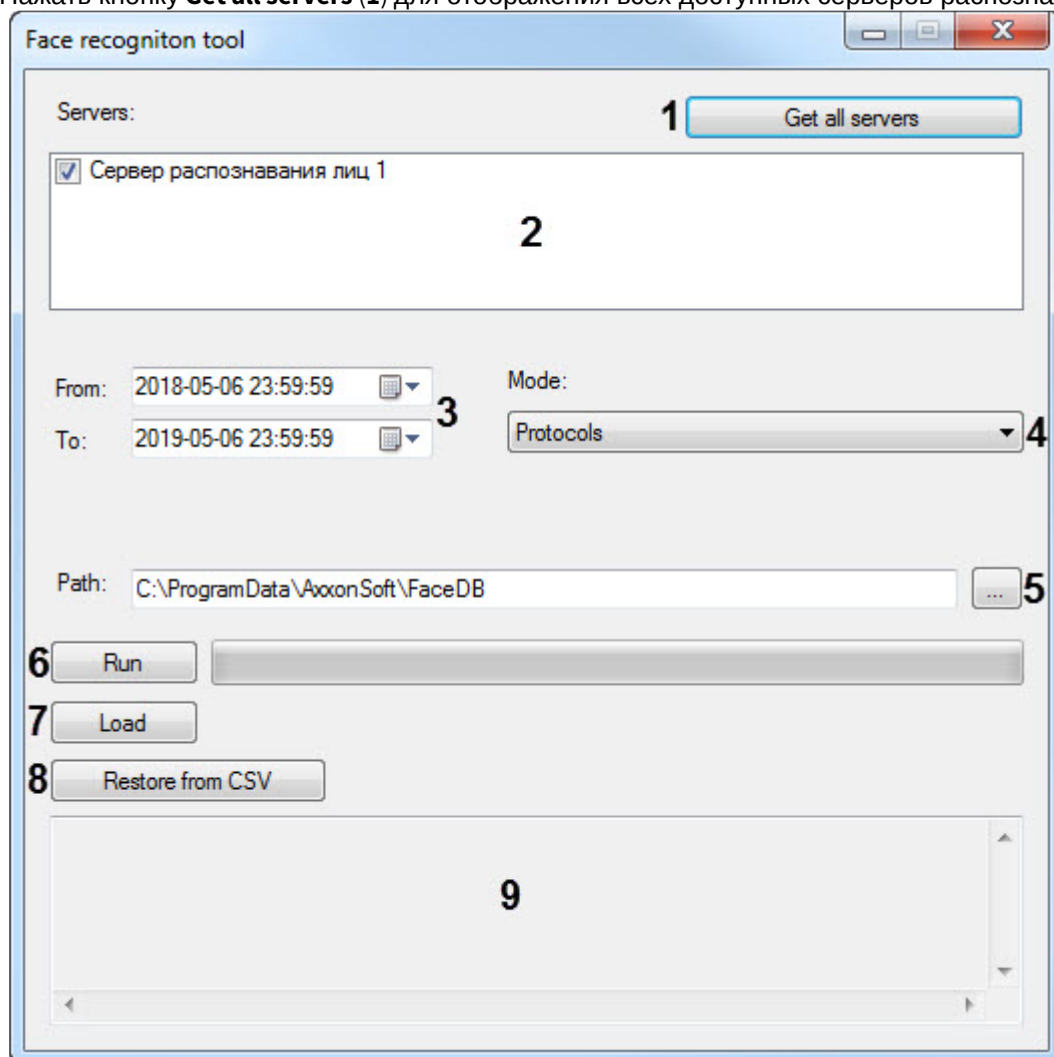 Нажать кнопку Get all servers (1) для отображения всех доступных серверов распозна
Face recogniton tool
Servers:
1 Get all servers
Сервер распознавания лиц 1
2
From: 2018-05-06 23:59:59
Mode:
3
To: 2019-05-06 23:59:59
Protocols 4
Path: C:\ProgramData\AxxonSoft\FaceDB ... 5
6 Run
7 Load
8 Restore from CSV
9